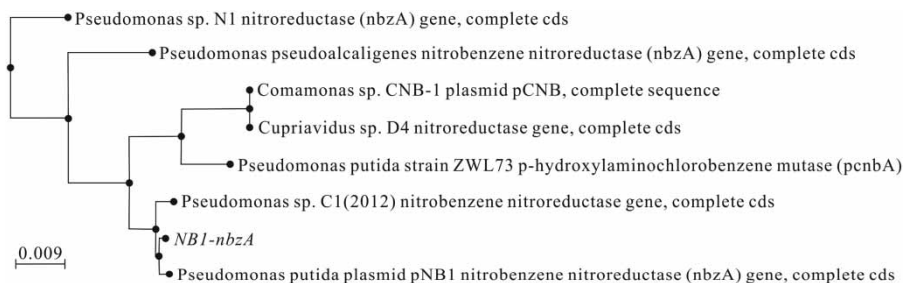 Pseudomonas sp. N1 nitroreductase (nbzA) gene, complete cds
Pseudomonas pseudoalcaligenes nitrobenzene nitroreductase (nbzA) gene, complete cds
Comamonas sp. CNB-1 plasmid pCNB, complete sequence
Cupriavidus sp. D4 nitroreductase gene, complete cds
Pseudomonas putida strain ZWL73 p-hydroxylaminochlorobenzene mutase (pcnbA)
Pseudomonas sp. C1(2012) nitrobenzene nitroreductase gene, complete cds
NB1-nbzA
0.009
Pseudomonas putida plasmid pNB1 nitrobenzene nitroreductase (nbzA) gene, complete cds